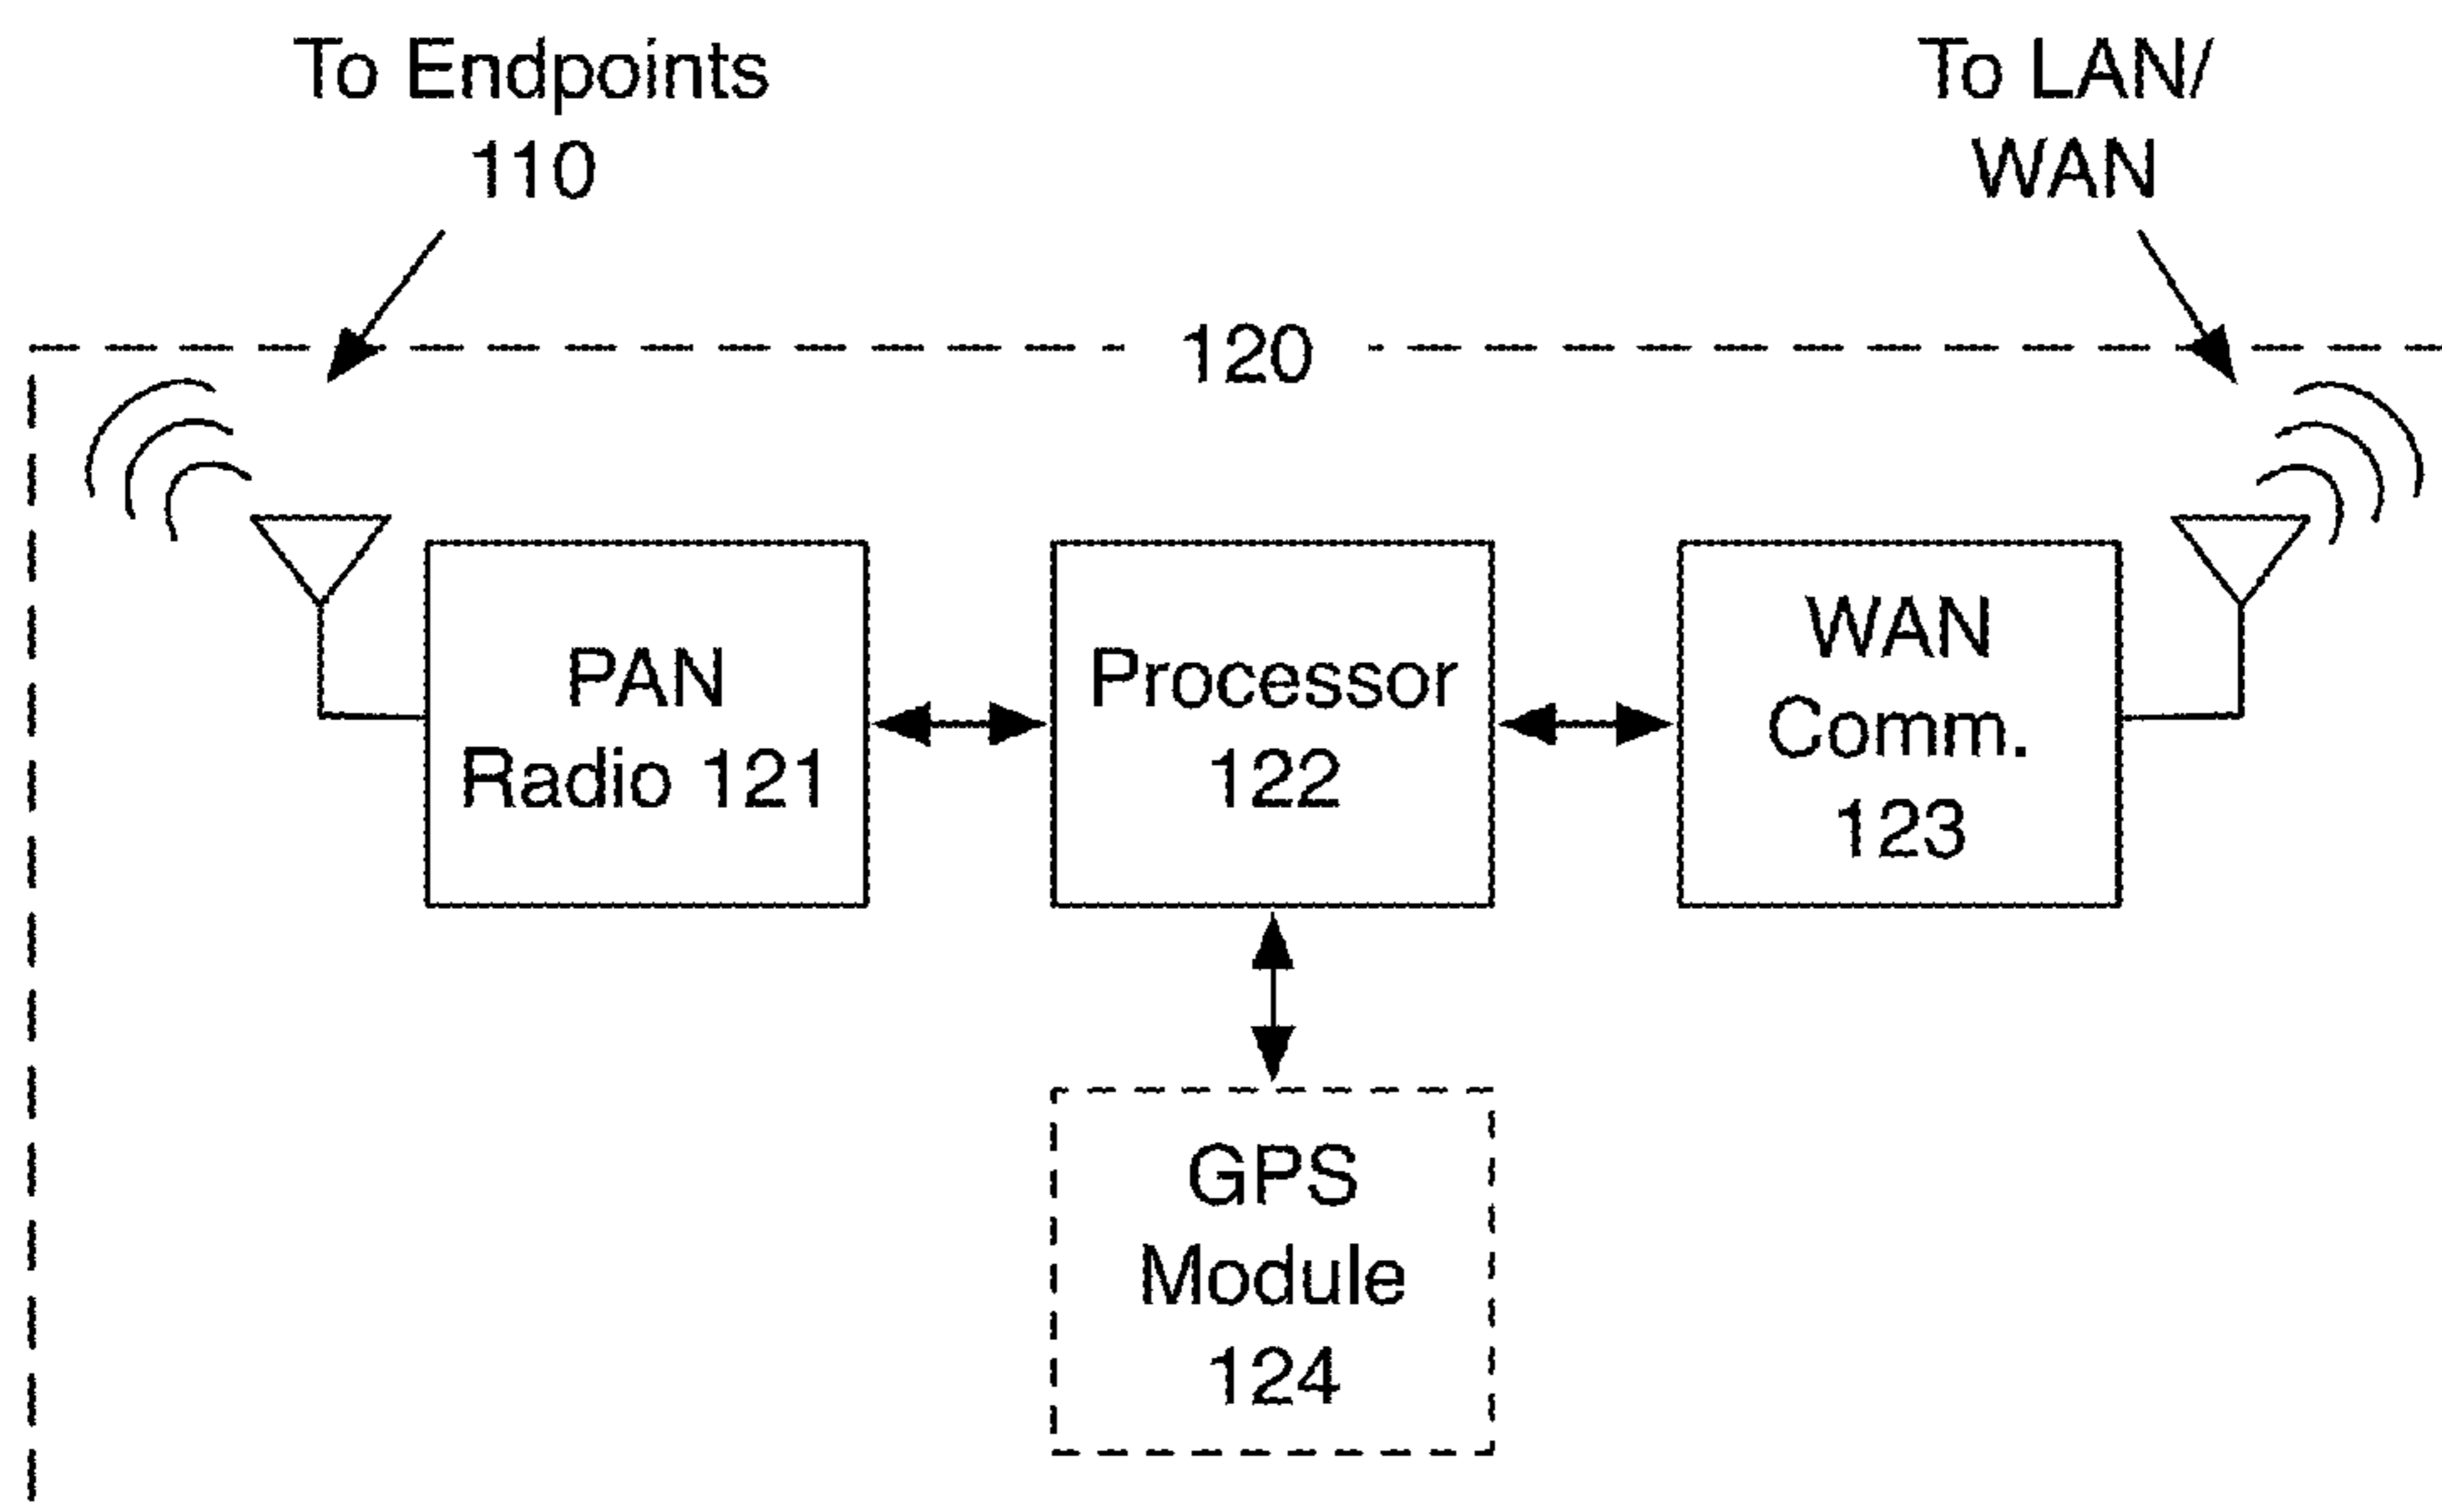 To Endpoints
110
To LAN/
WAN
120
PAN
Radio 121
Processor
122
WAN
Comm.
123
GPS
Module
124